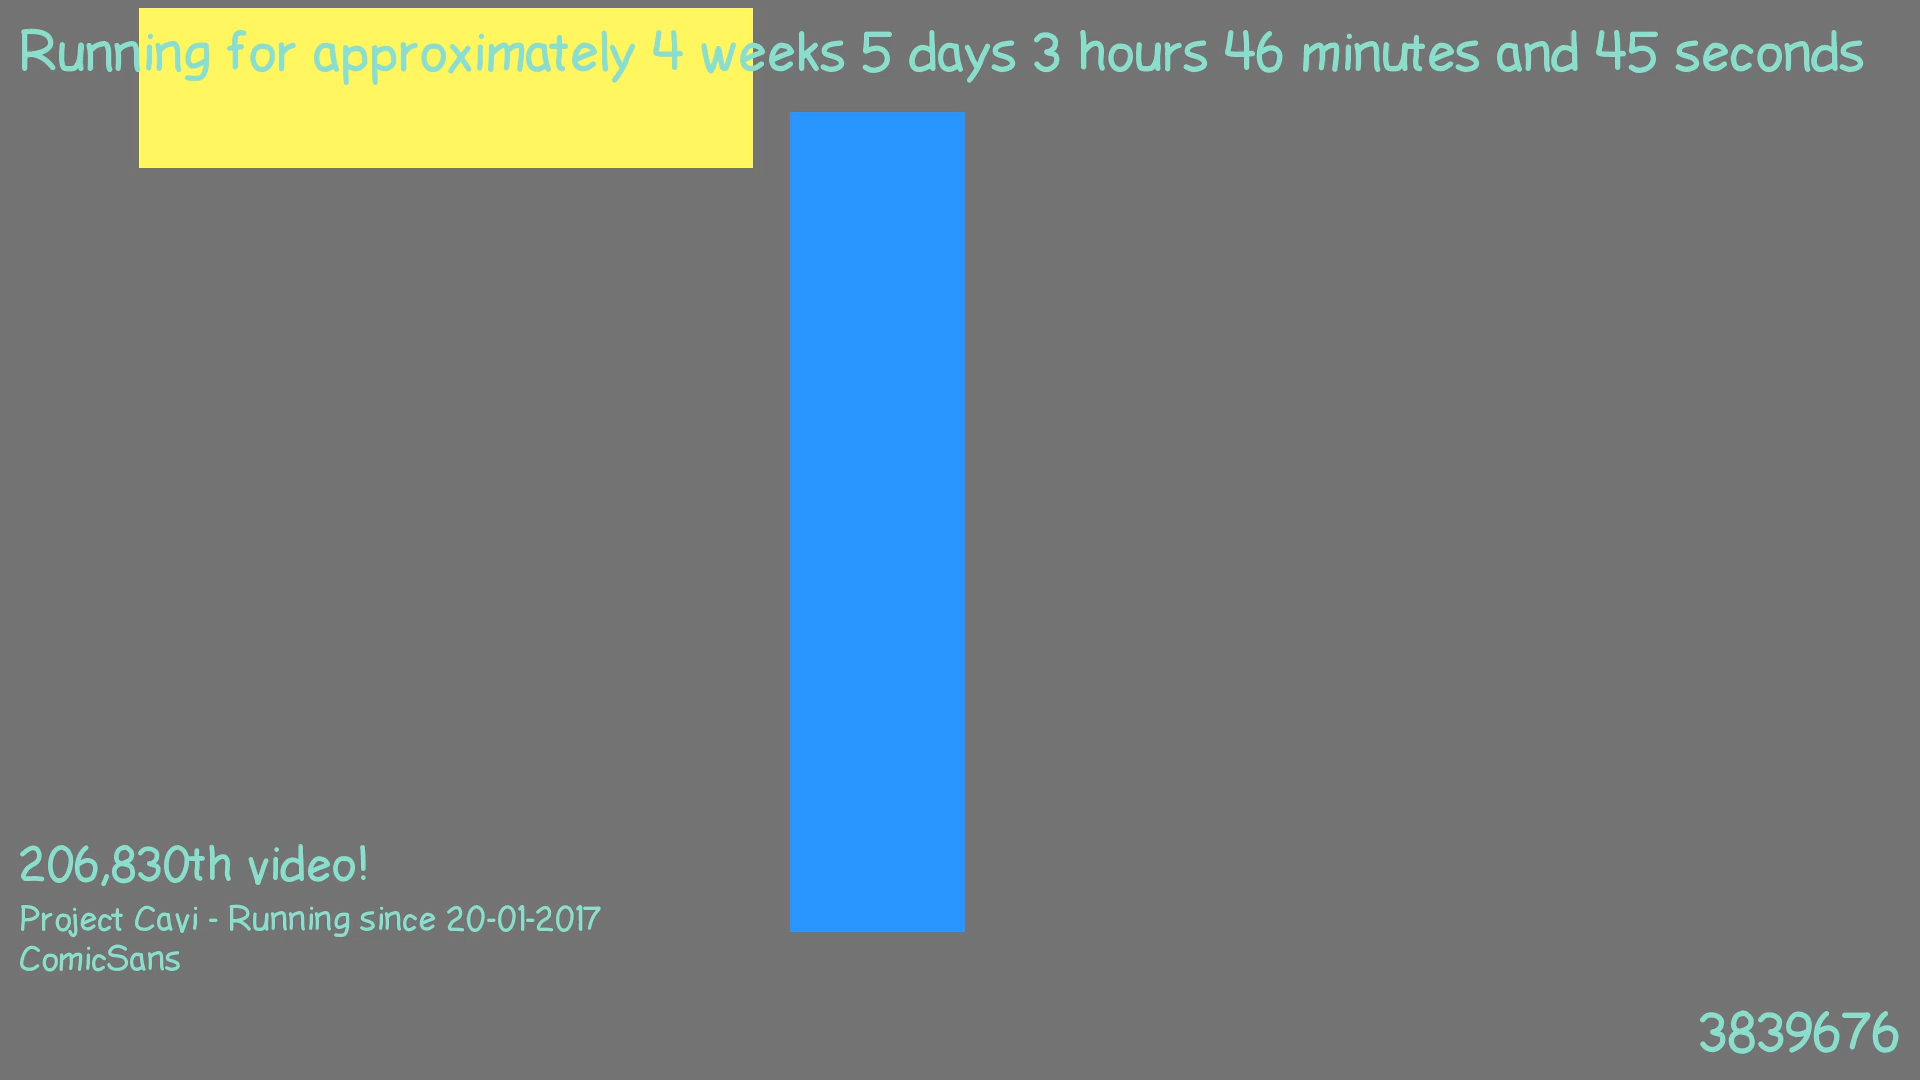 Running for approximately 4 weeks 5 days 3 hours 46 minutes and 45 seconds
206,830th video!
Project Cavi - Running since 20-01-2017
ComicSans
3839676